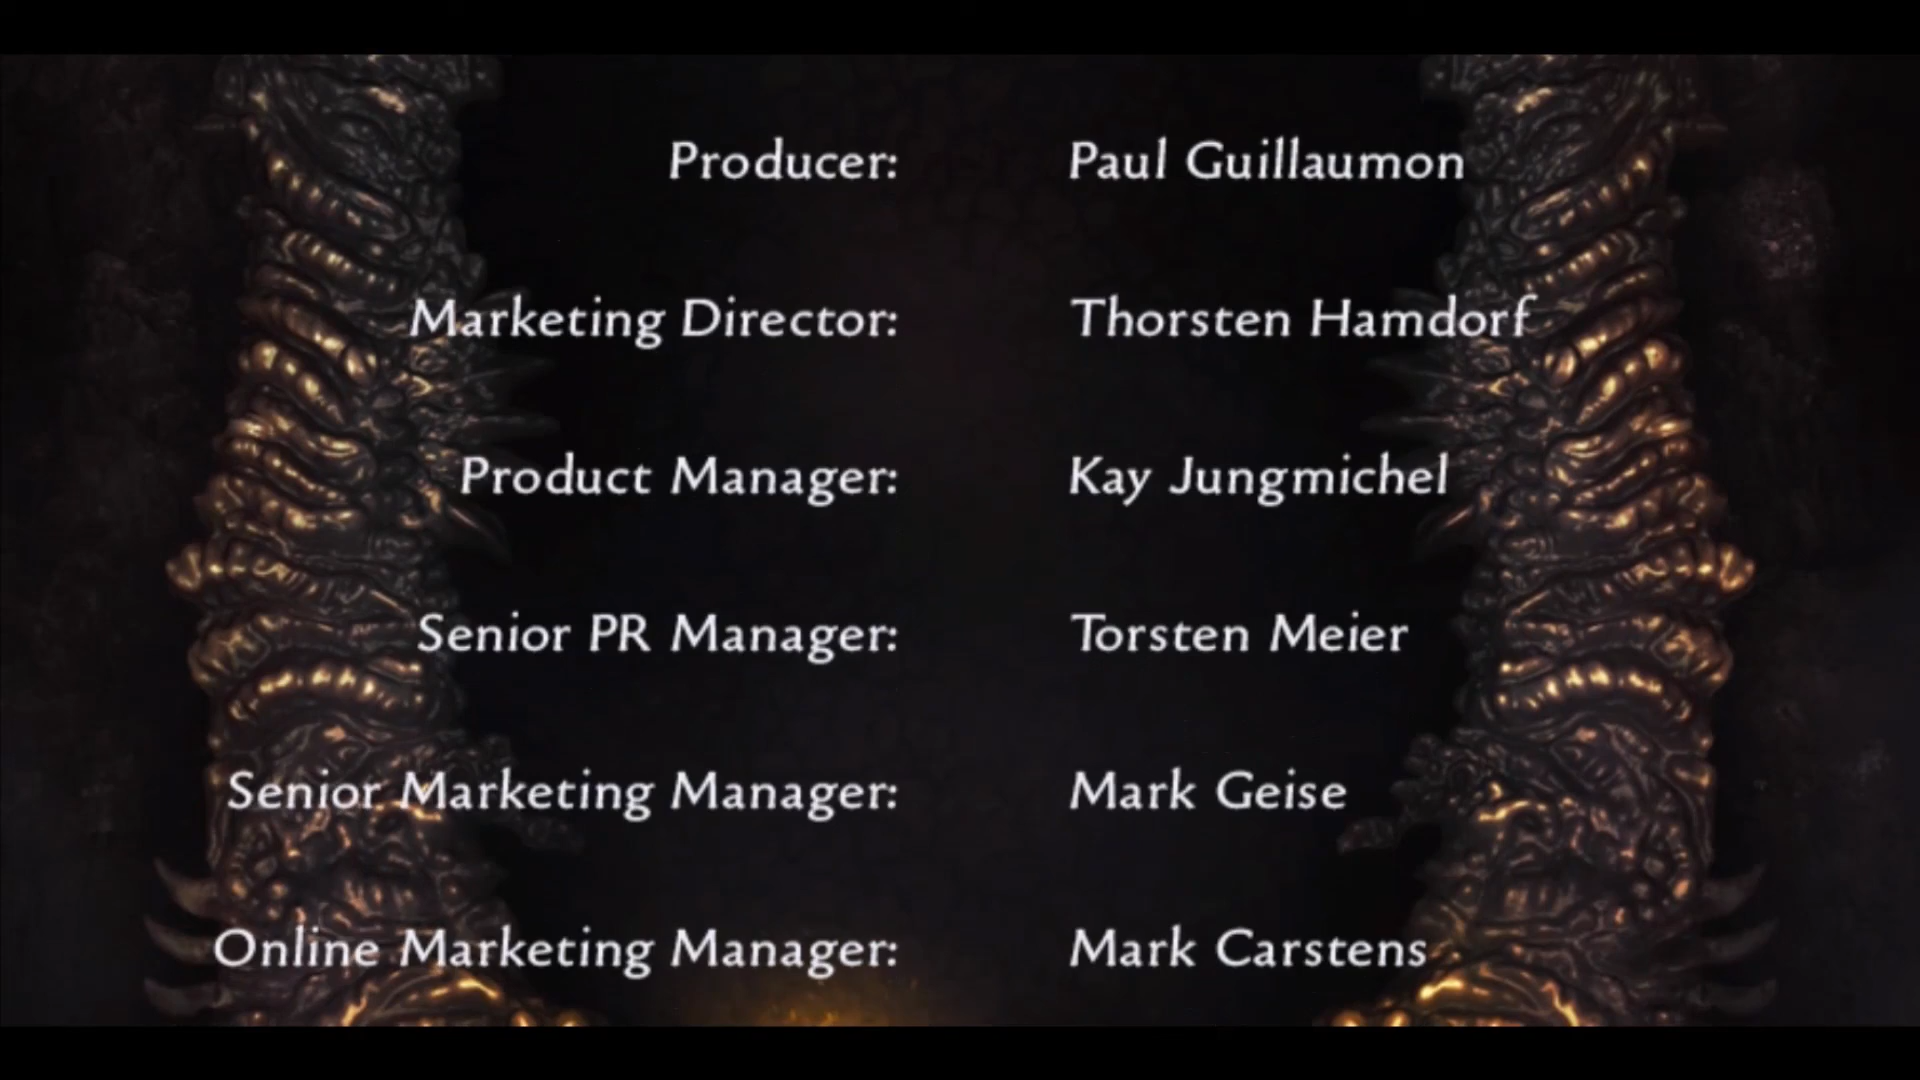 Producer: Paul Guillaumon
Marketing Director: Thorsten Hamdorf
Product Manager: Kay Jungmichel
Senior PR Manager: Torsten Meier
Senior Marketing Manager: Mark Geise
Online Marketing Manager: Mark Carstens